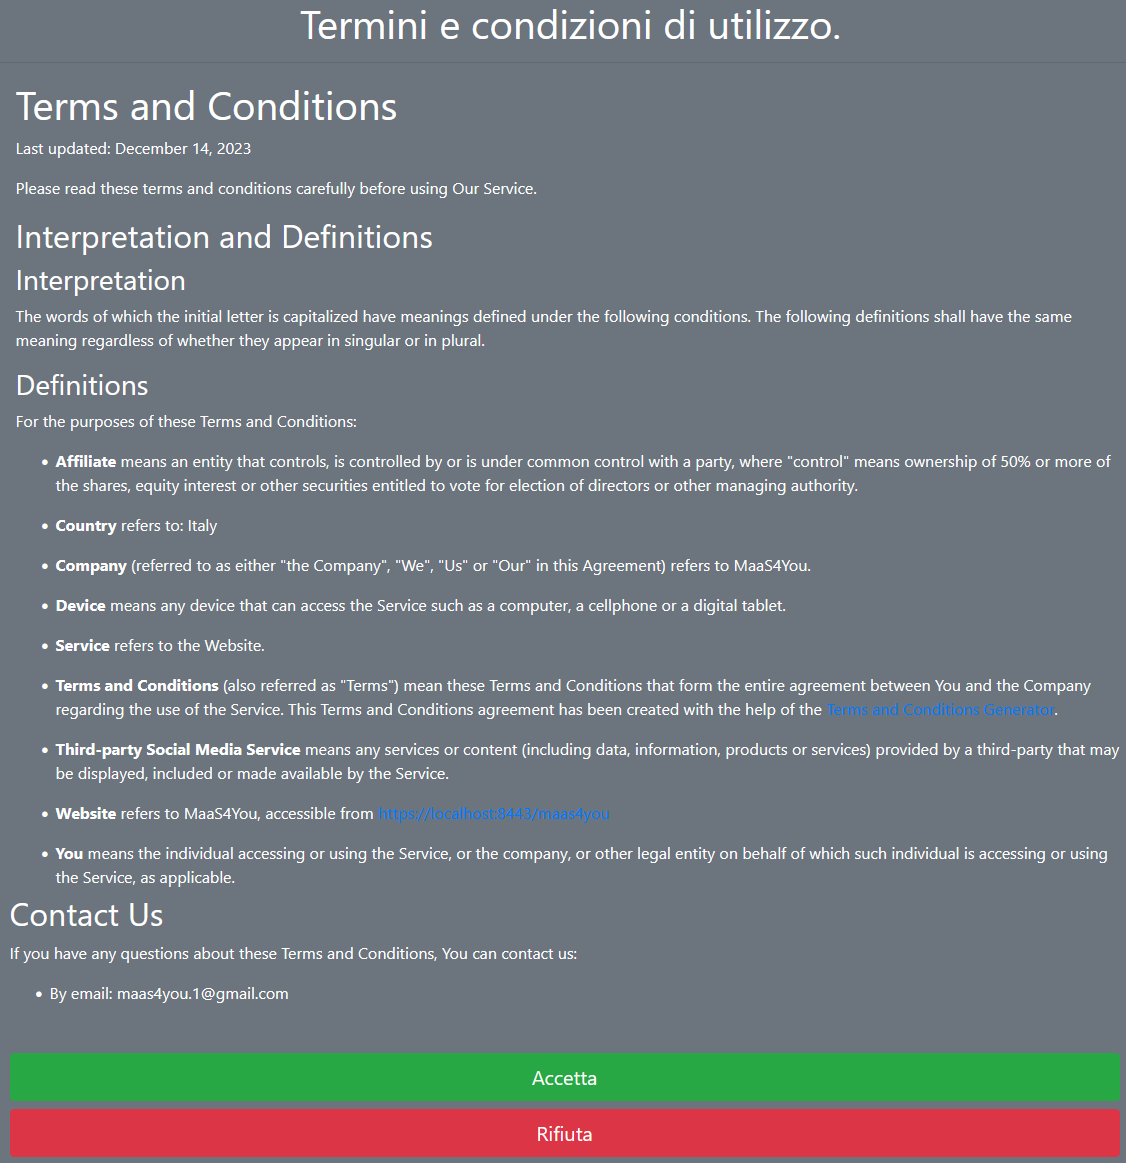 Termini e condizioni di utilizzo.
Terms and Conditions
Last updated: December 14, 2023
Please read these terms and conditions carefully before using Our Service.
Interpretation and Definitions
Interpretation
The words of which the initial letter is capitalized have meanings defined under the following conditions. The following definitions shall have the same
meaning regardless of whether they appear in singular or in plural.
Definitions
For the purposes of these Terms and Conditions:
• Affiliate means an entity that controls, is controlled by or is under common control with a party, where "control" means ownership of 50% or more of
the shares, equity interest or other securities entitled to vote for election of directors or other managing authority.
• Country refers to: Italy
• Company (referred to as either "the Company", "We", "Us" or "Our" in this Agreement) refers to MaaS4You.
• Device means any device that can access the Service such as a computer, a cellphone or a digital tablet.
• Service refers to the Website.
• Terms and Conditions (also referred as "Terms") mean these Terms and Conditions that form the entire agreement between You and the Company
regarding the use of the Service. This Terms and Conditions agreement has been created with the help of the Terms and Conditions Generator.
• Third-party Social Media Service means any services or content (including data, information, products or services) provided by a third-party that may
be displayed, included or made available by the Service.
• Website refers to MaaS4You, accessible from https://localhost:8443/maas4you
• You means the individual accessing or using the Service, or the company, or other legal entity on behalf of which such individual is accessing or using
the Service, as applicable.
Contact Us
If you have any questions about these Terms and Conditions, You can contact us:
• By email: maas4you.1@gmail.com
Accetta
Rifiuta